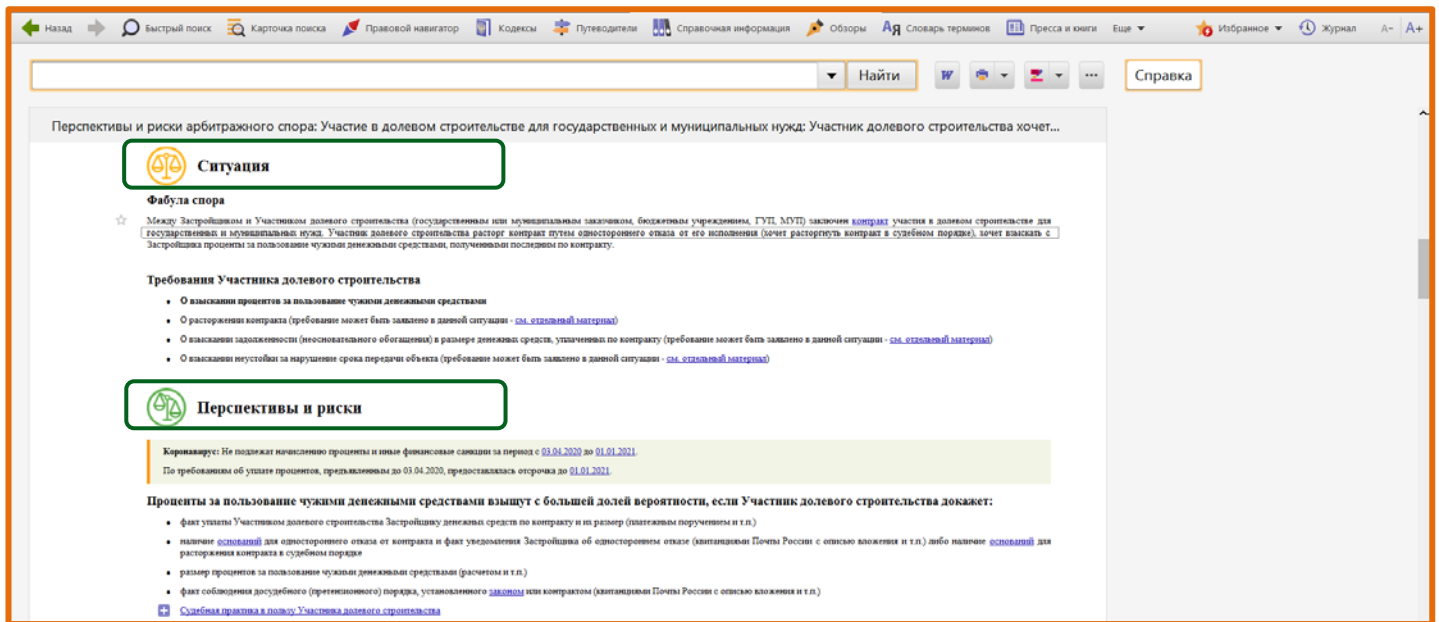 Назад Быстрый поиск Карточка поиска Правовой навигатор Кодексы Путеводители Справочная информация Обзоры Ая Словарь терминов Пресса и книги Еще Избранное Журнал А- А+
Найти W ... Справка
Перспективы и риски арбитражного спора: Участие в долевом строительстве для государственных и муниципальных нужд: Участник долевого строительства хочет...
Ситуация
Фабула спора
Между Застройщиком и Участником долевого строительства (государственным или муниципальным заказчиком, бюджетным учреждением, ГУП, МУП) заключен контракт участия в долевом строительстве для
государственных и муниципальных нужд. Участник долевого строительства расторг контракт путем одностороннего отказа от его исполнения (хочет расторгнуть контракт в судебном порядке), хочет взыскать с
Застройщика проценты за пользование чужими денежными средствами, полученными последним по контракту.
Требования Участника долевого строительства
• О взыскании процентов за пользование чужими денежными средствами
• О расторжении контракта (требование может быть заявлено в данной ситуации - см. отдельный материал)
• О взыскании задолженности (неосновательного обогащения) в размере денежных средств, уплаченных по контракту (требование может быть заявлено в данной ситуации - см. отдельный материал)
• О взыскании неустойки за нарушение срока передачи объекта (требование может быть заявлено в данной ситуации - см. отдельный материал)
Перспективы и риски
Коронавирус: Не подлежат начислению проценты и иные финансовые санкции за период с 03.04.2020 до 01.01.2021.
По требованиям об уплате процентов, предъявленным до 03.04.2020, предоставлялась отсрочка до 01.01.2021.
Проценты за пользование чужими денежными средствами взыщут с большей долей вероятности, если Участник долевого строительства докажет:
• факт уплаты Участником долевого строительства Застройщику денежных средств по контракту и их размер (платежным поручением и т.п.)
• наличие оснований для одностороннего отказа от контракта и факт уведомления Застройщика об одностороннем отказе (квитанциями Почты России с описью вложения и т.п.) либо наличие оснований для
расторжения контракта в судебном порядке
• размер процентов за пользование чужими денежными средствами (расчетом и т.п.)
• факт соблюдения досудебного (претензионного) порядка, установленного законом или контрактом (квитанциями Почты России с описью вложения и т.п.)
Судебная практика в пользу Участника долевого строительства